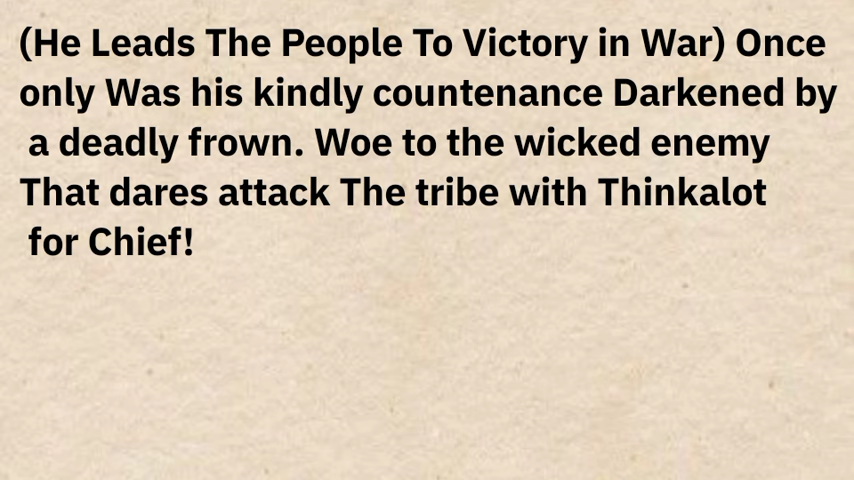 (He Leads The People To Victory in War) Once
only Was his kindly countenance Darkened by
a deadly frown. Woe to the wicked enemy
That dares attack The tribe with Thinkalot
for Chief!